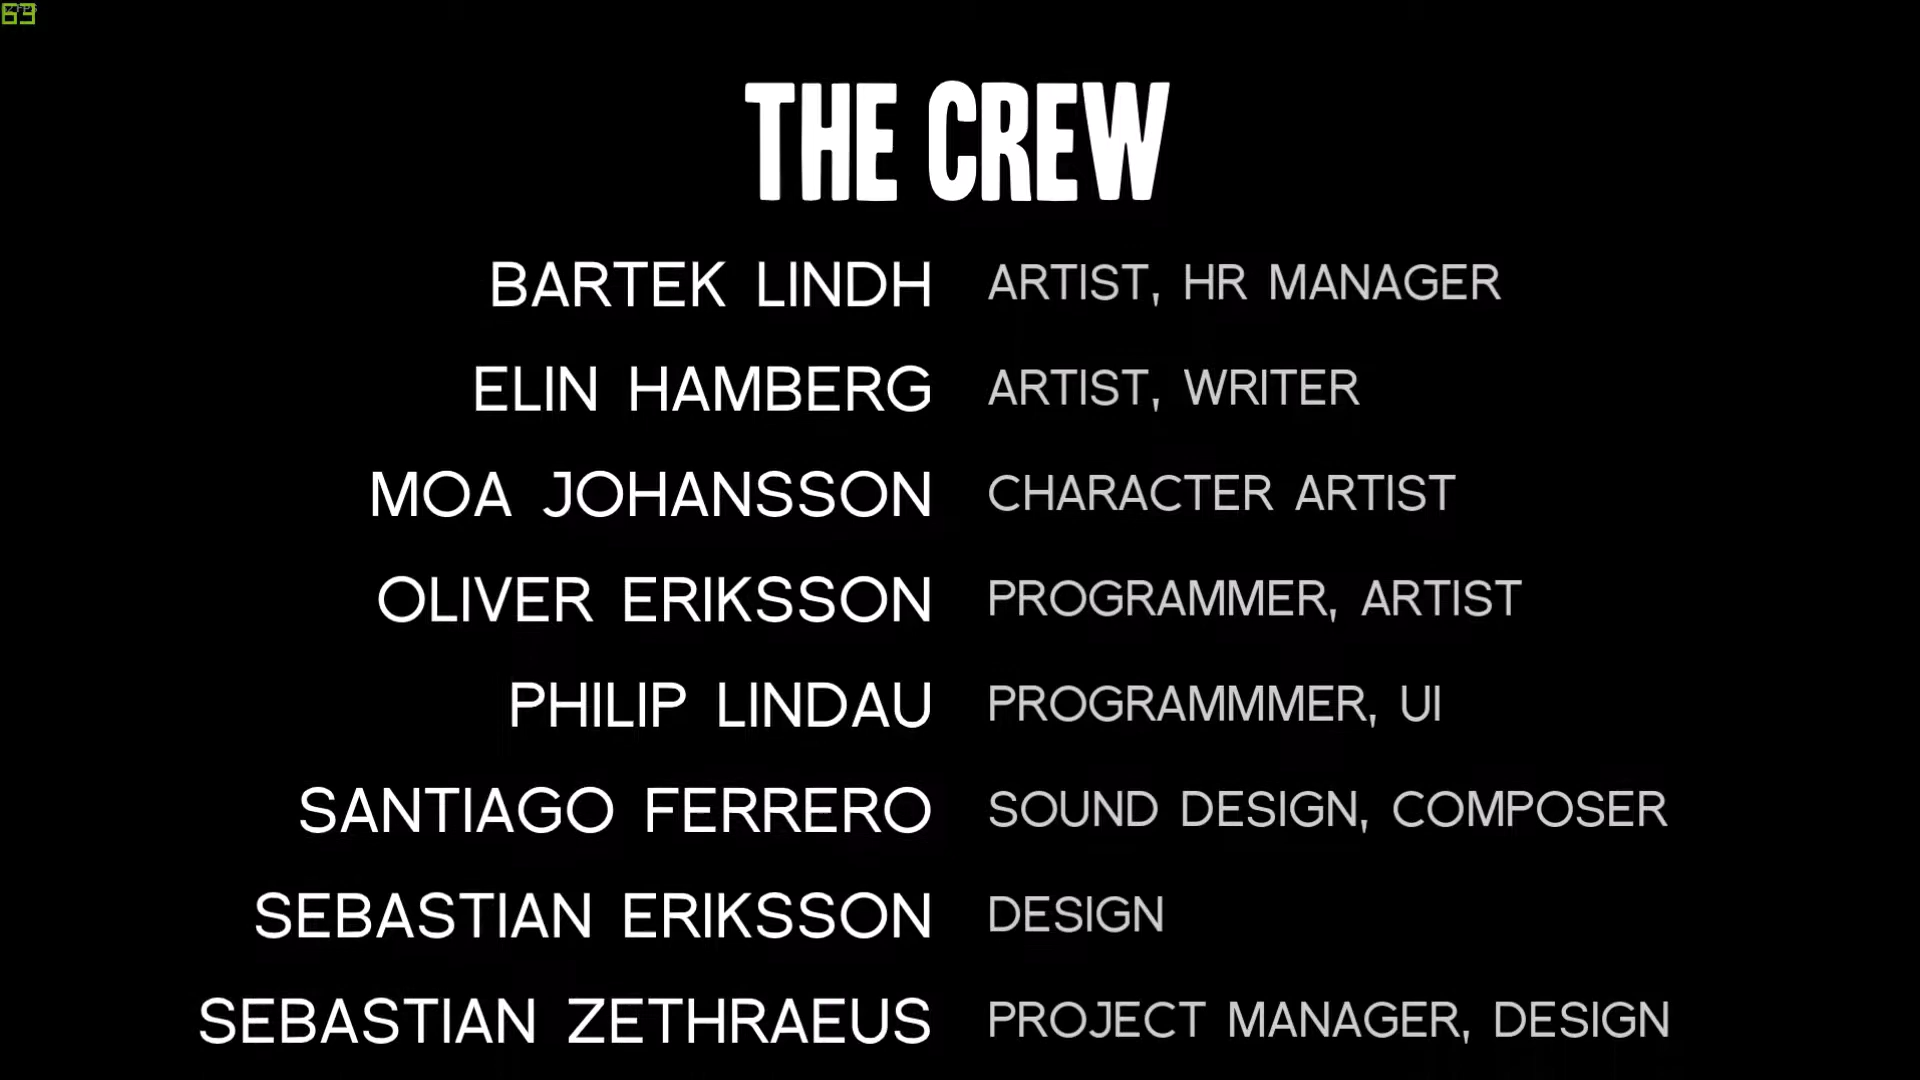 63
THE CREW
BARTEK LINDH ARTIST, HR MANAGER
ELIN HAMBERG ARTIST, WRITER
MOA JOHANSSON CHARACTER ARTIST
OLIVER ERIKSSON PROGRAMMER, ARTIST
PHILIP LINDAU PROGRAMMMER, UI
SANTIAGO FERRERO SOUND DESIGN, COMPOSER
SEBASTIAN ERIKSSON DESIGN
SEBASTIAN ZETHRAEUS PROJECT MANAGER, DESIGN